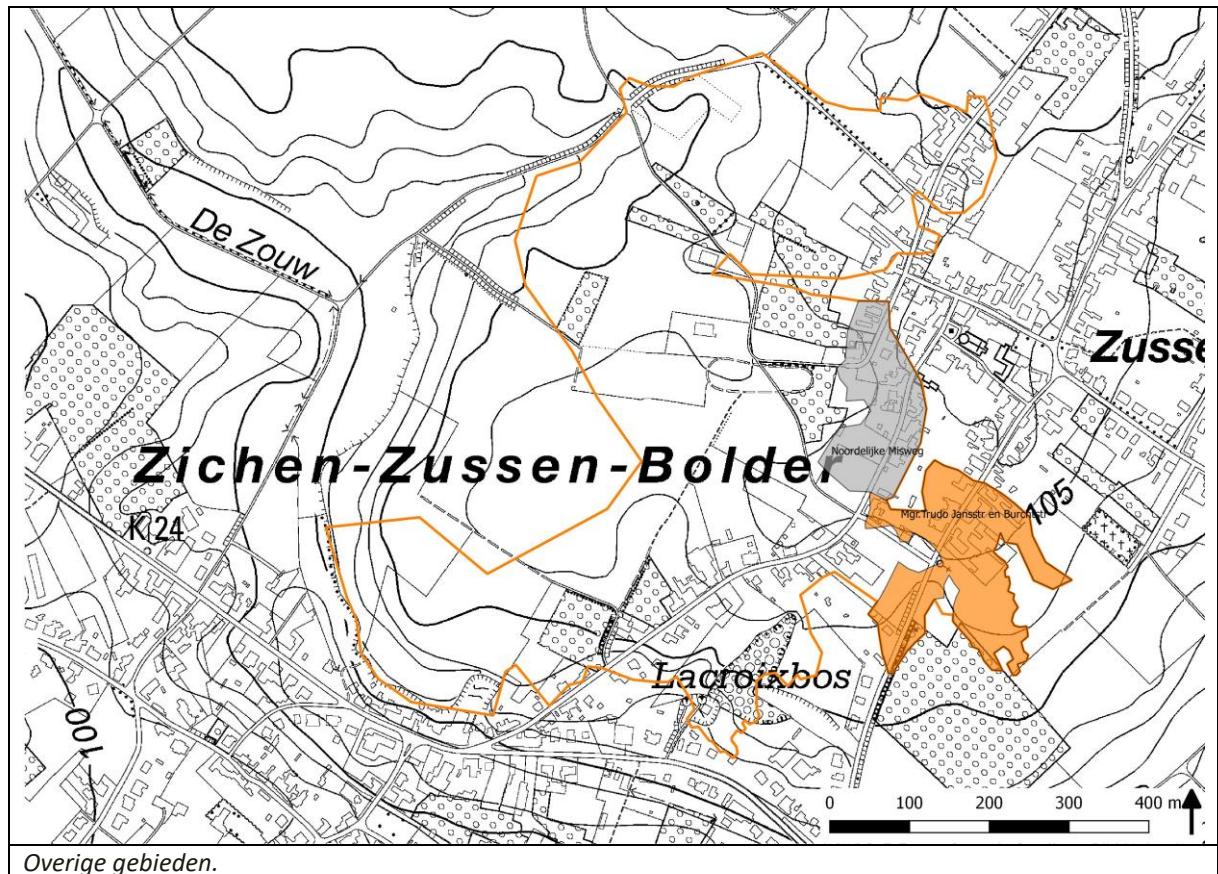 De Zouw
Zusse
Zichen-Zussen-Bolder
Noordelijke Misweg
K 24
Mgr.Trudo Jansstr en Burchtstr
105
Lacroixbos
100
0 100 200 300 400 m
Overige gebieden.